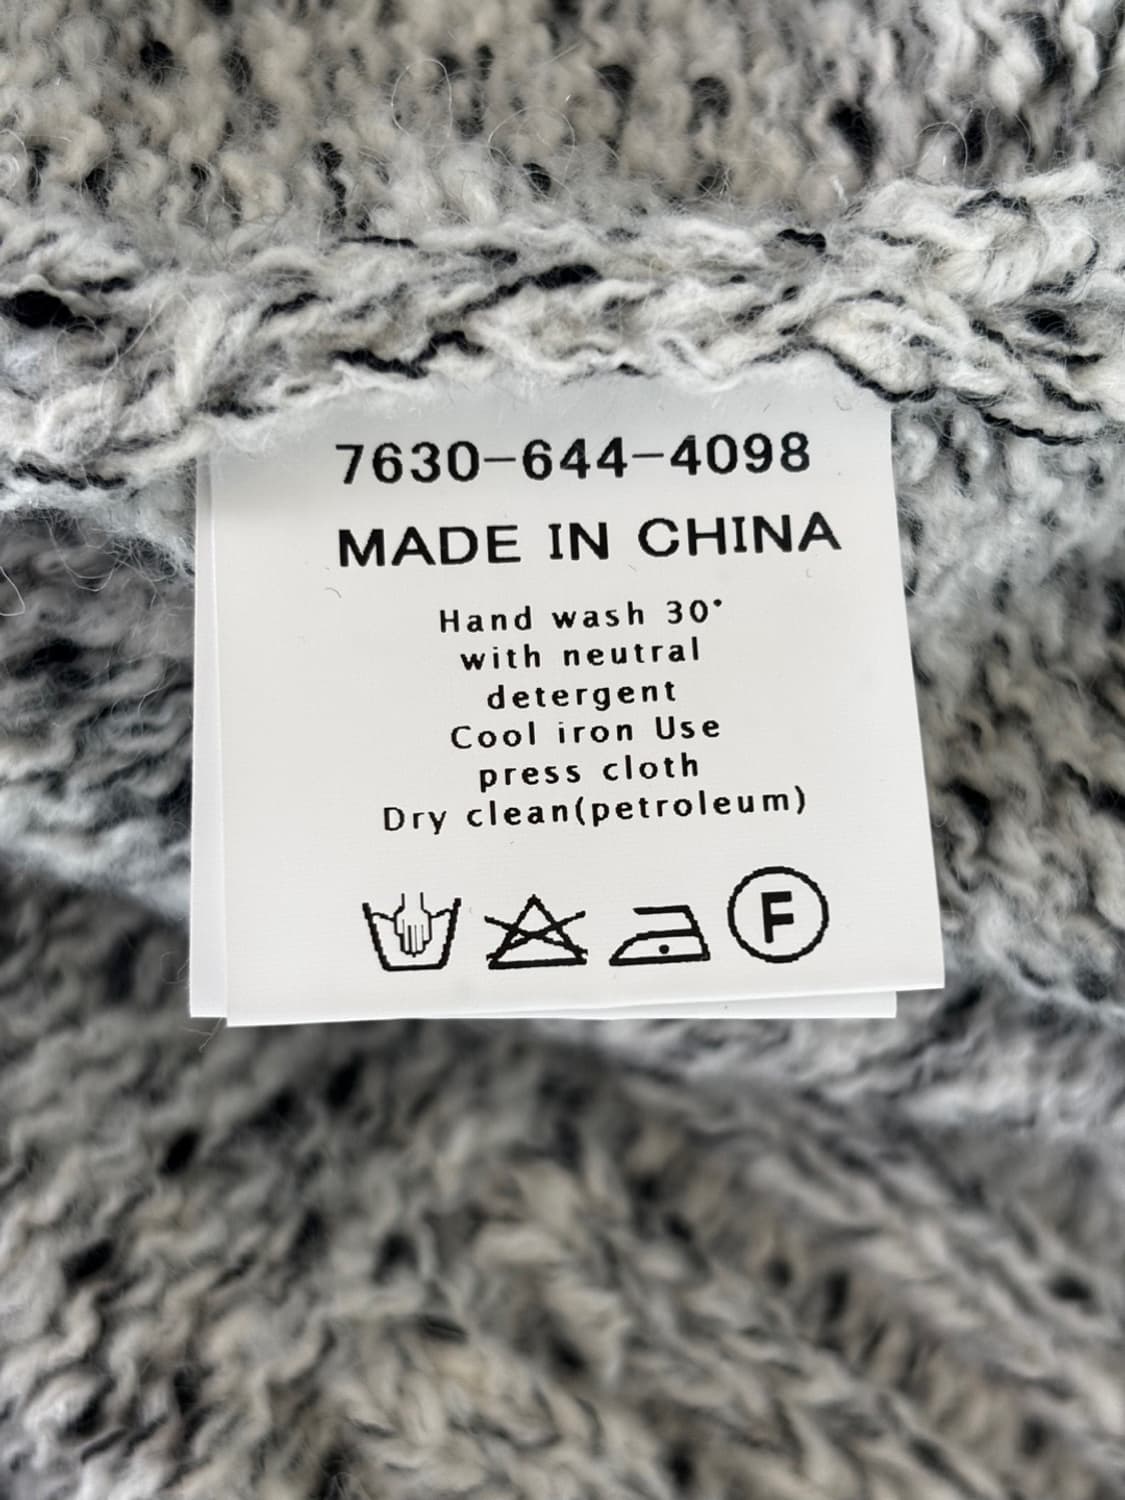 7630-644-4098
MADE IN CHINA
Hand wash 30°
with neutral
detergent
Cool iron Use
press cloth
Dry clean(petroleum)
F